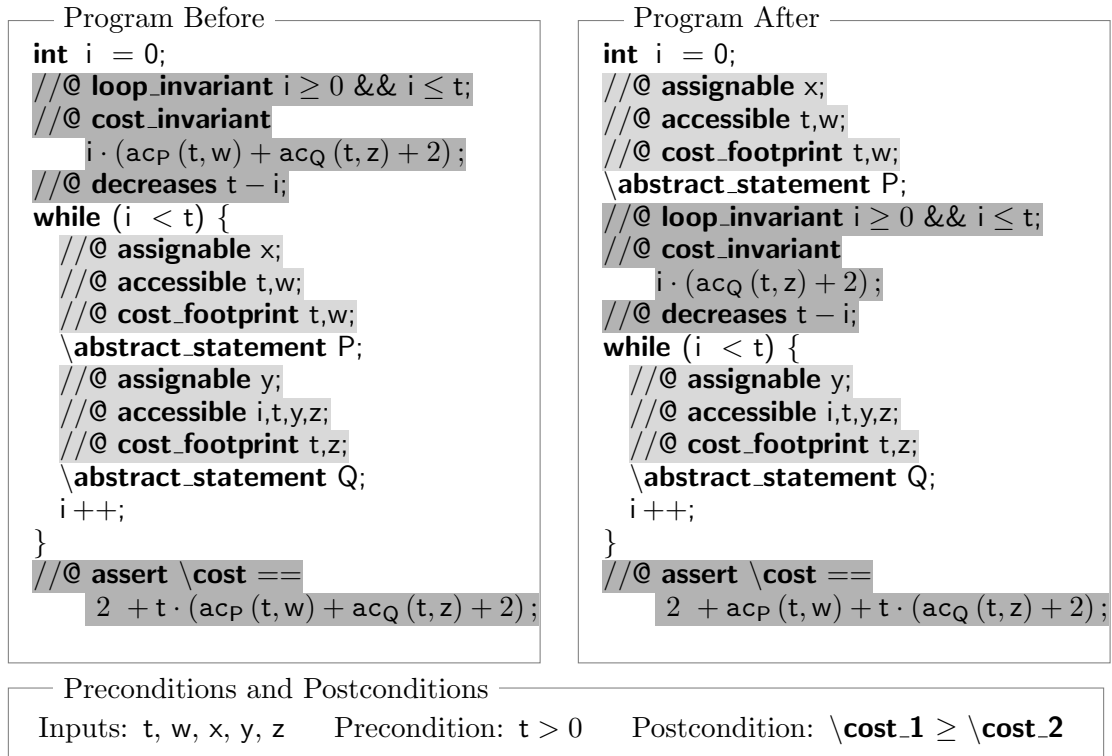 Program Before
int i = 0;
//@ loop_invariant i ≥ 0 && i ≤ t;
//@ cost_invariant
i · (acP (t, w) + acQ (t, z) + 2) ;
//@ decreases t − i;
while (i < t) {
//@ assignable x;
//@ accessible t,w;
//@ cost_footprint t,w;
\abstract_statement P;
//@ assignable y;
//@ accessible i,t,y,z;
//@ cost_footprint t,z;
\abstract_statement Q;
i ++;
}
//@ assert \cost ==
2 + t · (acP (t, w) + acQ (t, z) + 2) ;
Program After
int i = 0;
//@ assignable x;
//@ accessible t,w;
//@ cost_footprint t,w;
\abstract_statement P;
//@ loop_invariant i ≥ 0 && i ≤ t;
//@ cost_invariant
i · (acQ (t, z) + 2) ;
//@ decreases t − i;
while (i < t) {
//@ assignable y;
//@ accessible i,t,y,z;
//@ cost_footprint t,z;
\abstract_statement Q;
i ++;
}
//@ assert \cost ==
2 + acP (t, w) + t · (acQ (t, z) + 2) ;
Preconditions and Postconditions
Inputs: t, w, x, y, z Precondition: t > 0 Postcondition: \cost_1 ≥ \cost_2